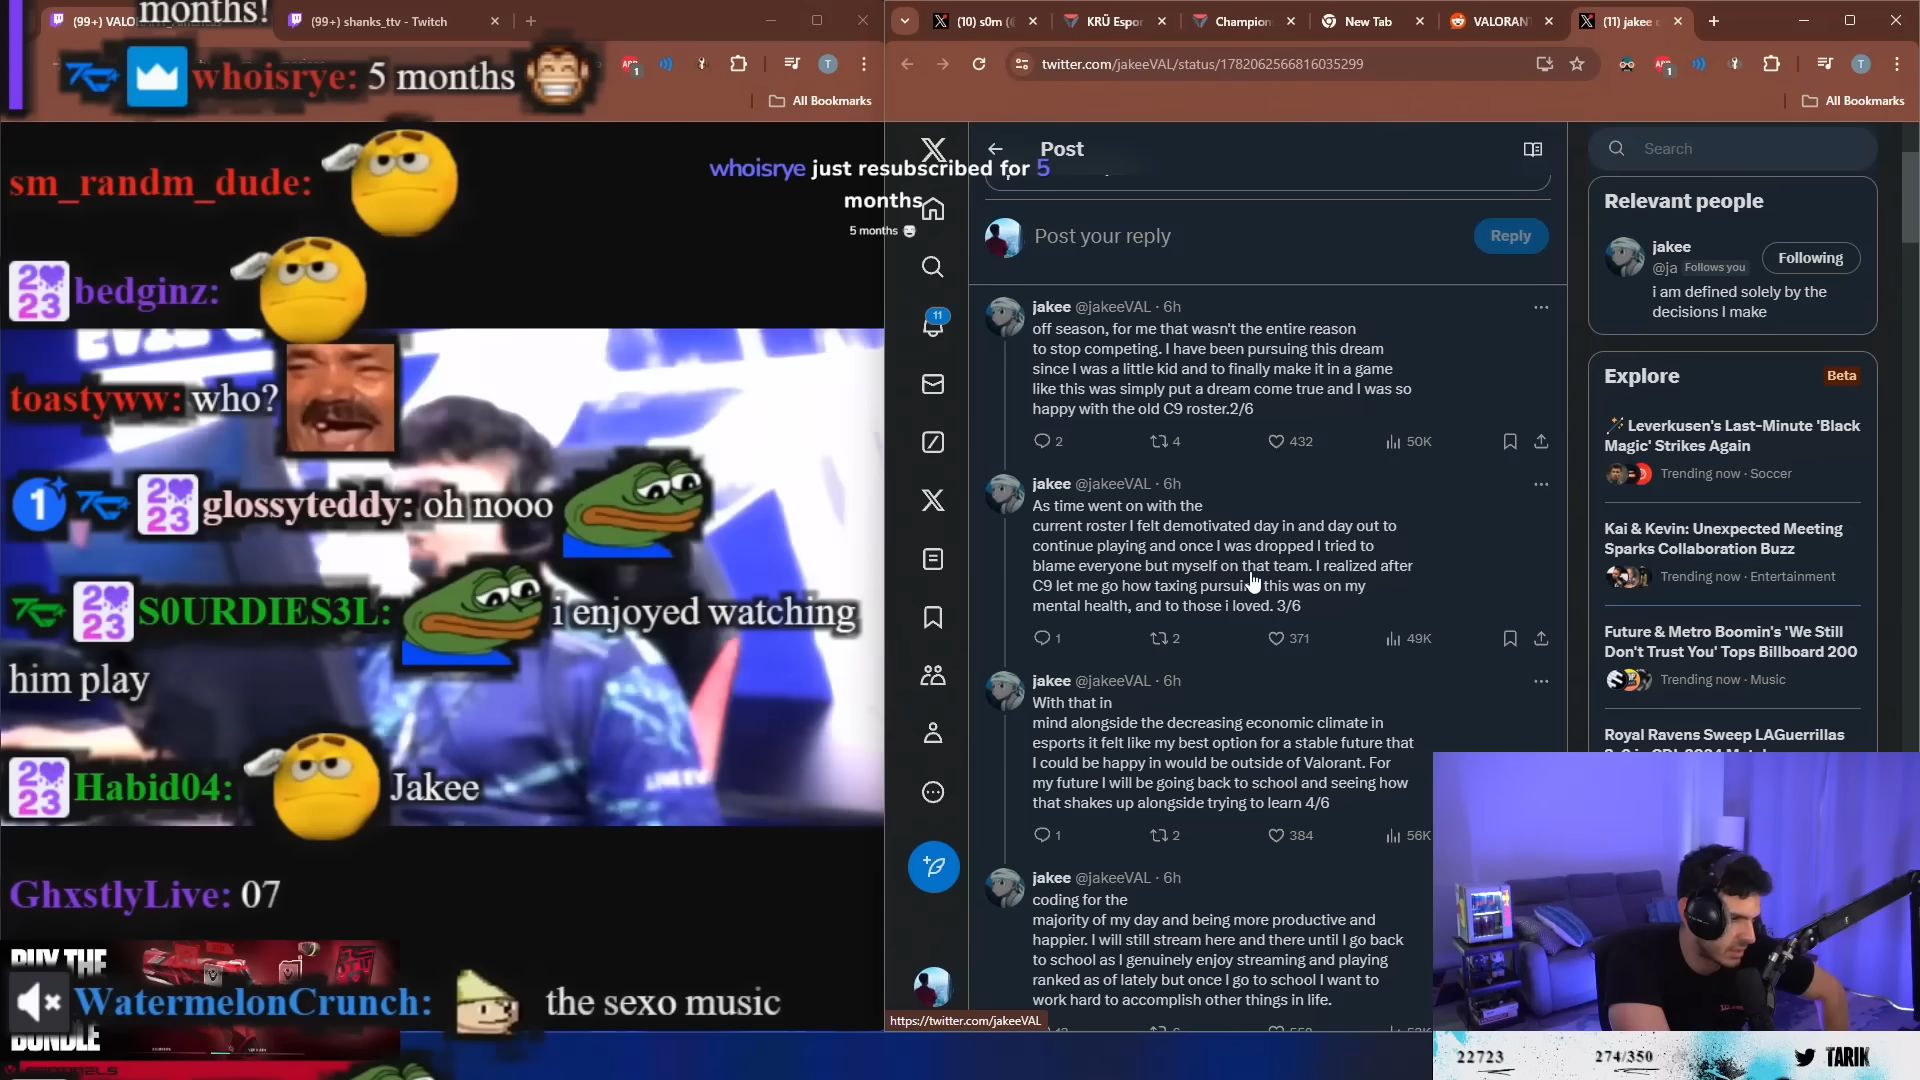 months!
whoisrye: 5 months
(99+) VALO
(99+) shanks_ttv - Twitch
All Bookmarks
sm_randm_dude:
bedginz:
toastyww: who?
glossyteddy: oh nooo
S0URDIES3L: i enjoyed watching
him play
Habid04: Jakee
GhxstlyLive: 07
BUY THE
BUNDLE
WatermelonCrunch: the sexo music
whoisrye just resubscribed for 5
months
5 months
(10) s0m (
KRÜ Espor
Champion
New Tab
VALORAN
(11) jakee o
twitter.com/jakeeVAL/status/1782062566816035299
All Bookmarks
Post
Post your reply
Reply
11
jakee @jakeeVAL · 6h
off season, for me that wasn't the entire reason
to stop competing. I have been pursuing this dream
since I was a little kid and to finally make it in a game
like this was simply put a dream come true and I was so
happy with the old C9 roster.2/6
2 4 432 50K
jakee @jakeeVAL · 6h
As time went on with the
current roster I felt demotivated day in and day out to
continue playing and once I was dropped I tried to
blame everyone but myself on that team. I realized after
C9 let me go how taxing pursuing this was on my
mental health, and to those i loved. 3/6
1 2 371 49K
jakee @jakeeVAL · 6h
With that in
mind alongside the decreasing economic climate in
esports it felt like my best option for a stable future that
I could be happy in would be outside of Valorant. For
my future I will be going back to school and seeing how
that shakes up alongside trying to learn 4/6
1 2 384 56K
jakee @jakeeVAL · 6h
coding for the
majority of my day and being more productive and
happier. I will still stream here and there until I go back
to school as I genuinely enjoy streaming and playing
ranked as of lately but once I go to school I want to
work hard to accomplish other things in life.
https://twitter.com/jakeeVAL
Search
Relevant people
jakee
@ja Follows you
Following
i am defined solely by the
decisions I make
Explore
Beta
Leverkusen's Last-Minute 'Black
Magic' Strikes Again
Trending now · Soccer
Kai & Kevin: Unexpected Meeting
Sparks Collaboration Buzz
Trending now · Entertainment
Future & Metro Boomin's 'We Still
Don't Trust You' Tops Billboard 200
Trending now · Music
Royal Ravens Sweep LAGuerrillas
22723
274/350
TARIK